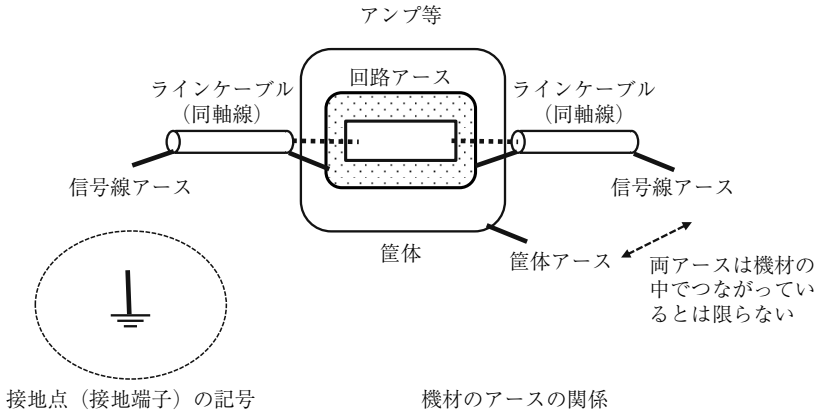 アンプ等
回路アース
ラインケーブル
（同軸線）
ラインケーブル
（同軸線）
信号線アース
信号線アース
筐体
筐体アース
両アースは機材の
中でつながってい
るとは限らない
接地点（接地端子）の記号
機材のアースの関係